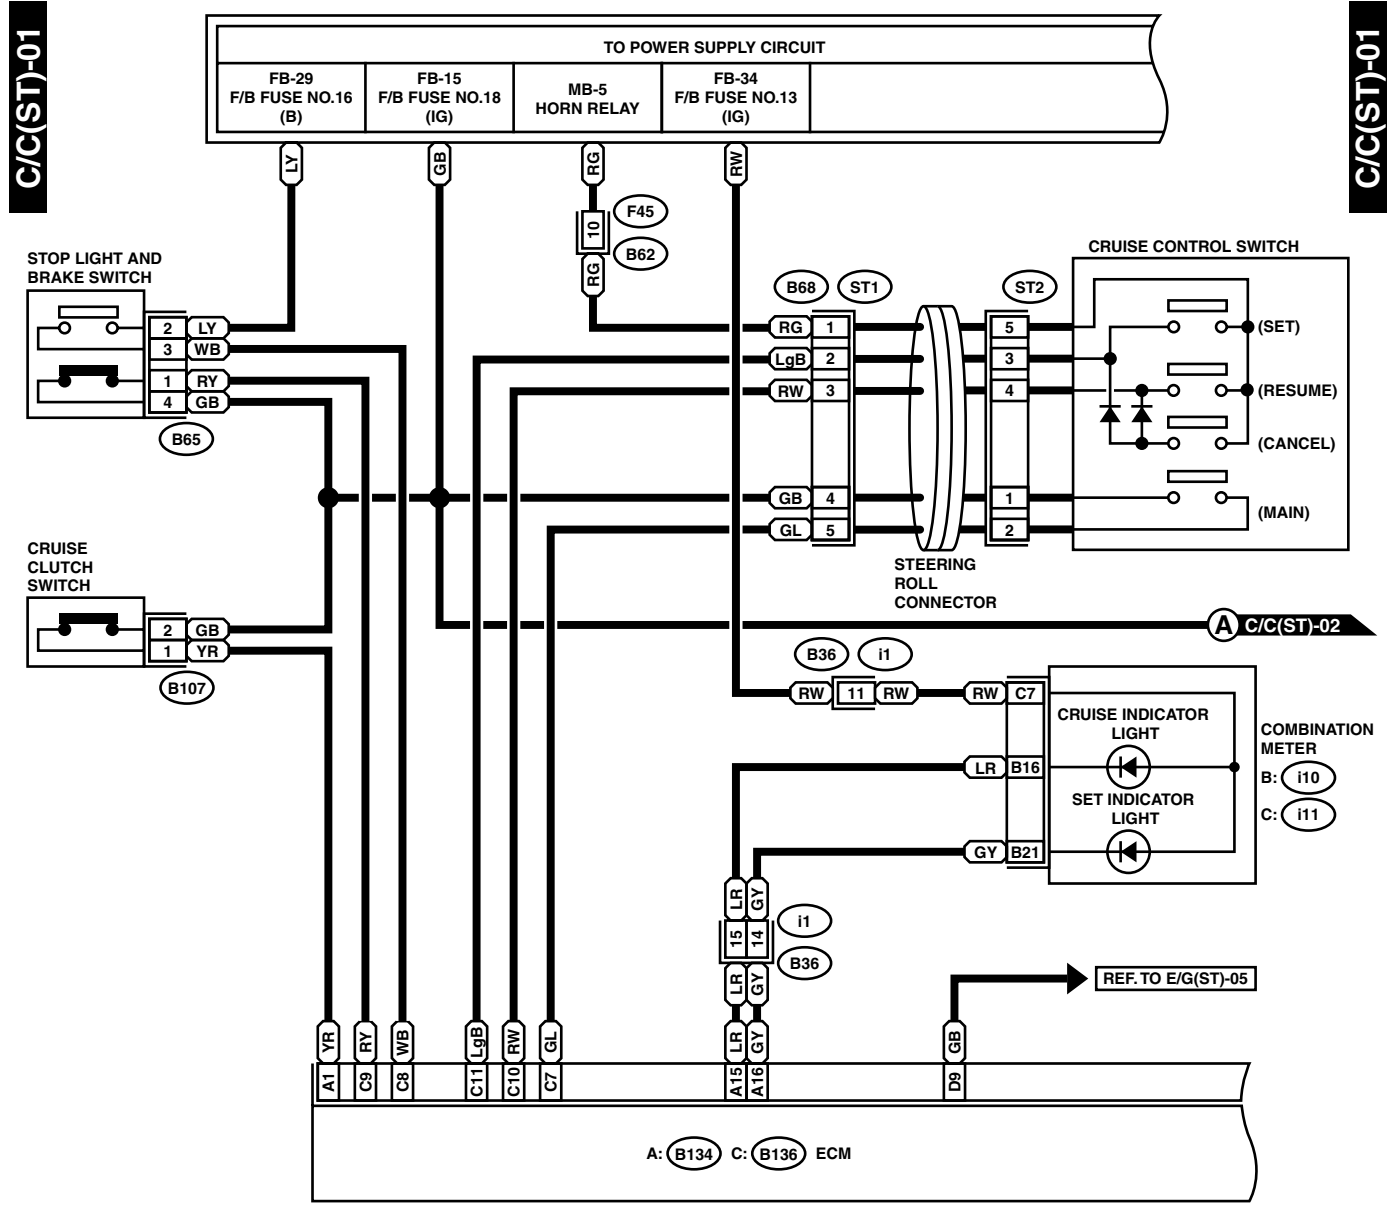 C/C(ST)-01
C/C(ST)-01
TO POWER SUPPLY CIRCUIT
FB-29
F/B FUSE NO.16
(B)
FB-15
F/B FUSE NO.18
(IG)
MB-5
HORN RELAY
FB-34
F/B FUSE NO.13
(IG)
LY
GB
RG
RW
10
F45
B62
RG
STOP LIGHT AND
BRAKE SWITCH
2 LY
3 WB
1 RY
4 GB
B65
CRUISE CONTROL SWITCH
B68
ST1
ST2
RG 1
LgB 2
RW 3
GB 4
GL 5
5
3
4
1
2
(SET)
(RESUME)
(CANCEL)
(MAIN)
STEERING
ROLL
CONNECTOR
CRUISE
CLUTCH
SWITCH
2 GB
1 YR
B107
A C/C(ST)-02
B36
i1
RW 11 RW
RW C7
CRUISE INDICATOR
LIGHT
LR B16
SET INDICATOR
LIGHT
GY B21
COMBINATION
METER
B: i10
C: i11
LR GY
15 14
i1
B36
LR GY
REF. TO E/G(ST)-05
YR RY WB LgB RW GL LR GY GB
A1 C9 C8 C11 C10 C7 A15 A16 D9
A: B134 C: B136 ECM